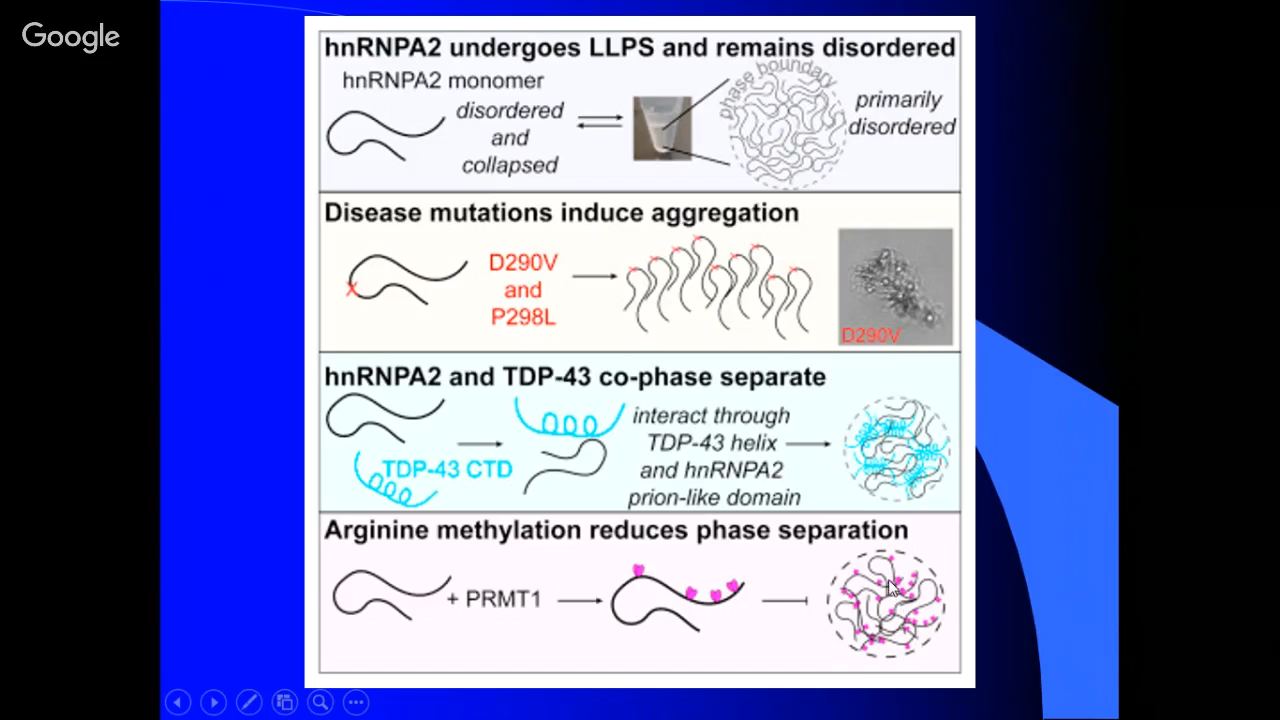 Google
hnRNPA2 undergoes LLPS and remains disordered
hnRNPA2 monomer
disordered
and
collapsed
phase boundary
primarily
disordered
Disease mutations induce aggregation
D290V
and
P298L
D290V
hnRNPA2 and TDP-43 co-phase separate
TDP-43 CTD
interact through
TDP-43 helix
and hnRNPA2
prion-like domain
Arginine methylation reduces phase separation
+ PRMT1